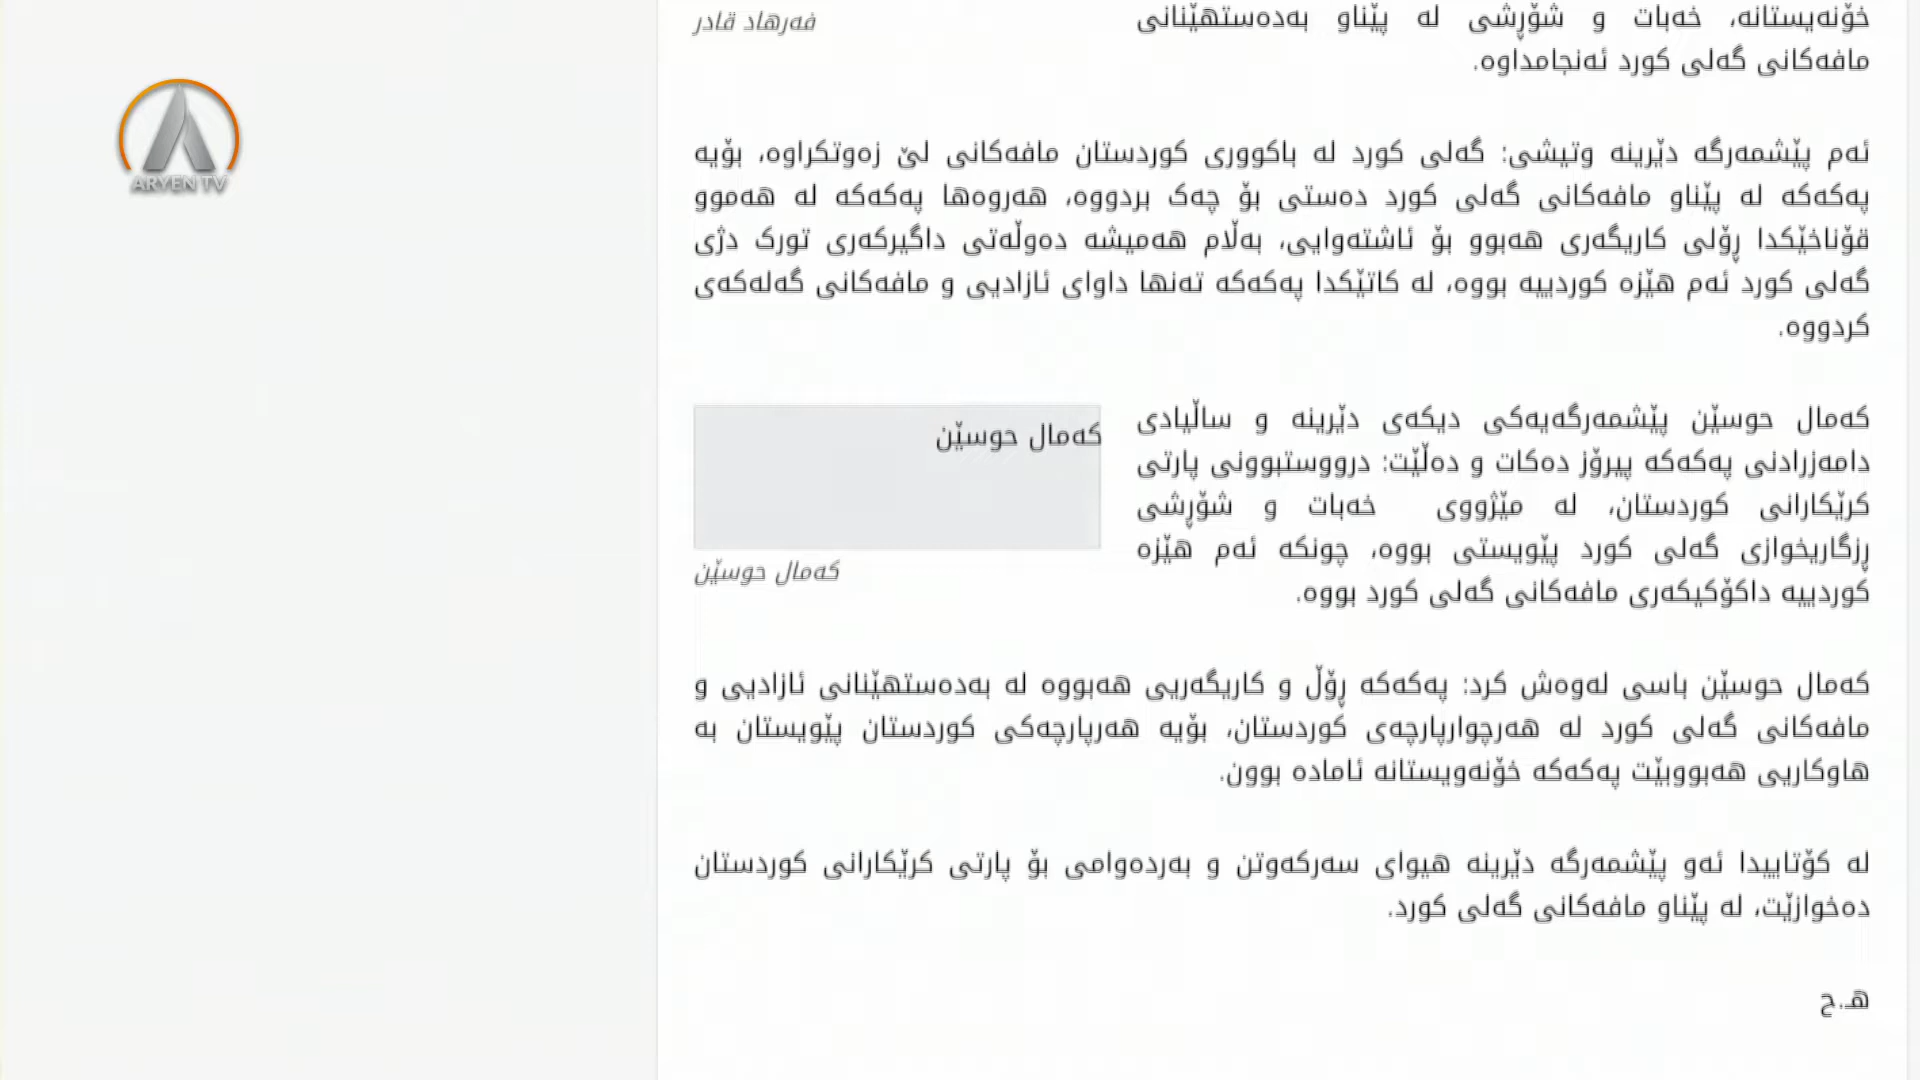 خۆنەیستانە، خەبات و شۆڕشی لە پێناو بەدەستهێنانی
مافەکانی گەلی کورد ئەنجامداوە.
فەرهاد قادر
ARYEN TV
ئەم پێشمەرگە دێرینە وتیشی: گەلی کورد لە باکووری کوردستان مافەکانی لێ زەوتکراوە، بۆیە
پەکەکە لە پێناو مافەکانی گەلی کورد دەستی بۆ چەک بردووە، هەروەها پەکەکە لە هەموو
قۆناخێکدا ڕۆلی کاریگەری هەبوو بۆ ئاشتەوایی، بەڵام هەمیشە دەوڵەتی داگیرکەری تورک دژی
گەلی کورد ئەم هێزە کوردییە بووە، لە کاتێکدا پەکەکە تەنها داوای ئازادیی و مافەکانی گەلەکەی
کردووە.
کەمال حوسێن پێشمەرگەیەکی دیکەی دێرینە و ساڵیادی
دامەزرادنی پەکەکە پیرۆز دەکات و دەڵێت: درووستبوونی پارتی
کرێکارانی کوردستان، لە مێژووی خەبات و شۆڕشی
ڕزگاریخوازی گەلی کورد پێویستی بووە، چونکە ئەم هێزە
کوردییە داکۆکیکەری مافەکانی گەلی کورد بووە.
کەمال حوسێن
کەمال حوسێن
کەمال حوسێن باسی لەوەش کرد: پەکەکە ڕۆڵ و کاریگەریی هەبووە لە بەدەستهێنانی ئازادیی و
مافەکانی گەلی کورد لە هەرچوارپارچەی کوردستان، بۆیە هەرپارچەکی کوردستان پێویستان بە
هاوکاریی هەبووبێت پەکەکە خۆنەویستانە ئامادە بوون.
لە کۆتاییدا ئەو پێشمەرگە دێرینە هیوای سەرکەوتن و بەردەوامی بۆ پارتی کرێکارانی کوردستان
دەخوازێت، لە پێناو مافەکانی گەلی کورد.
هـ.ح